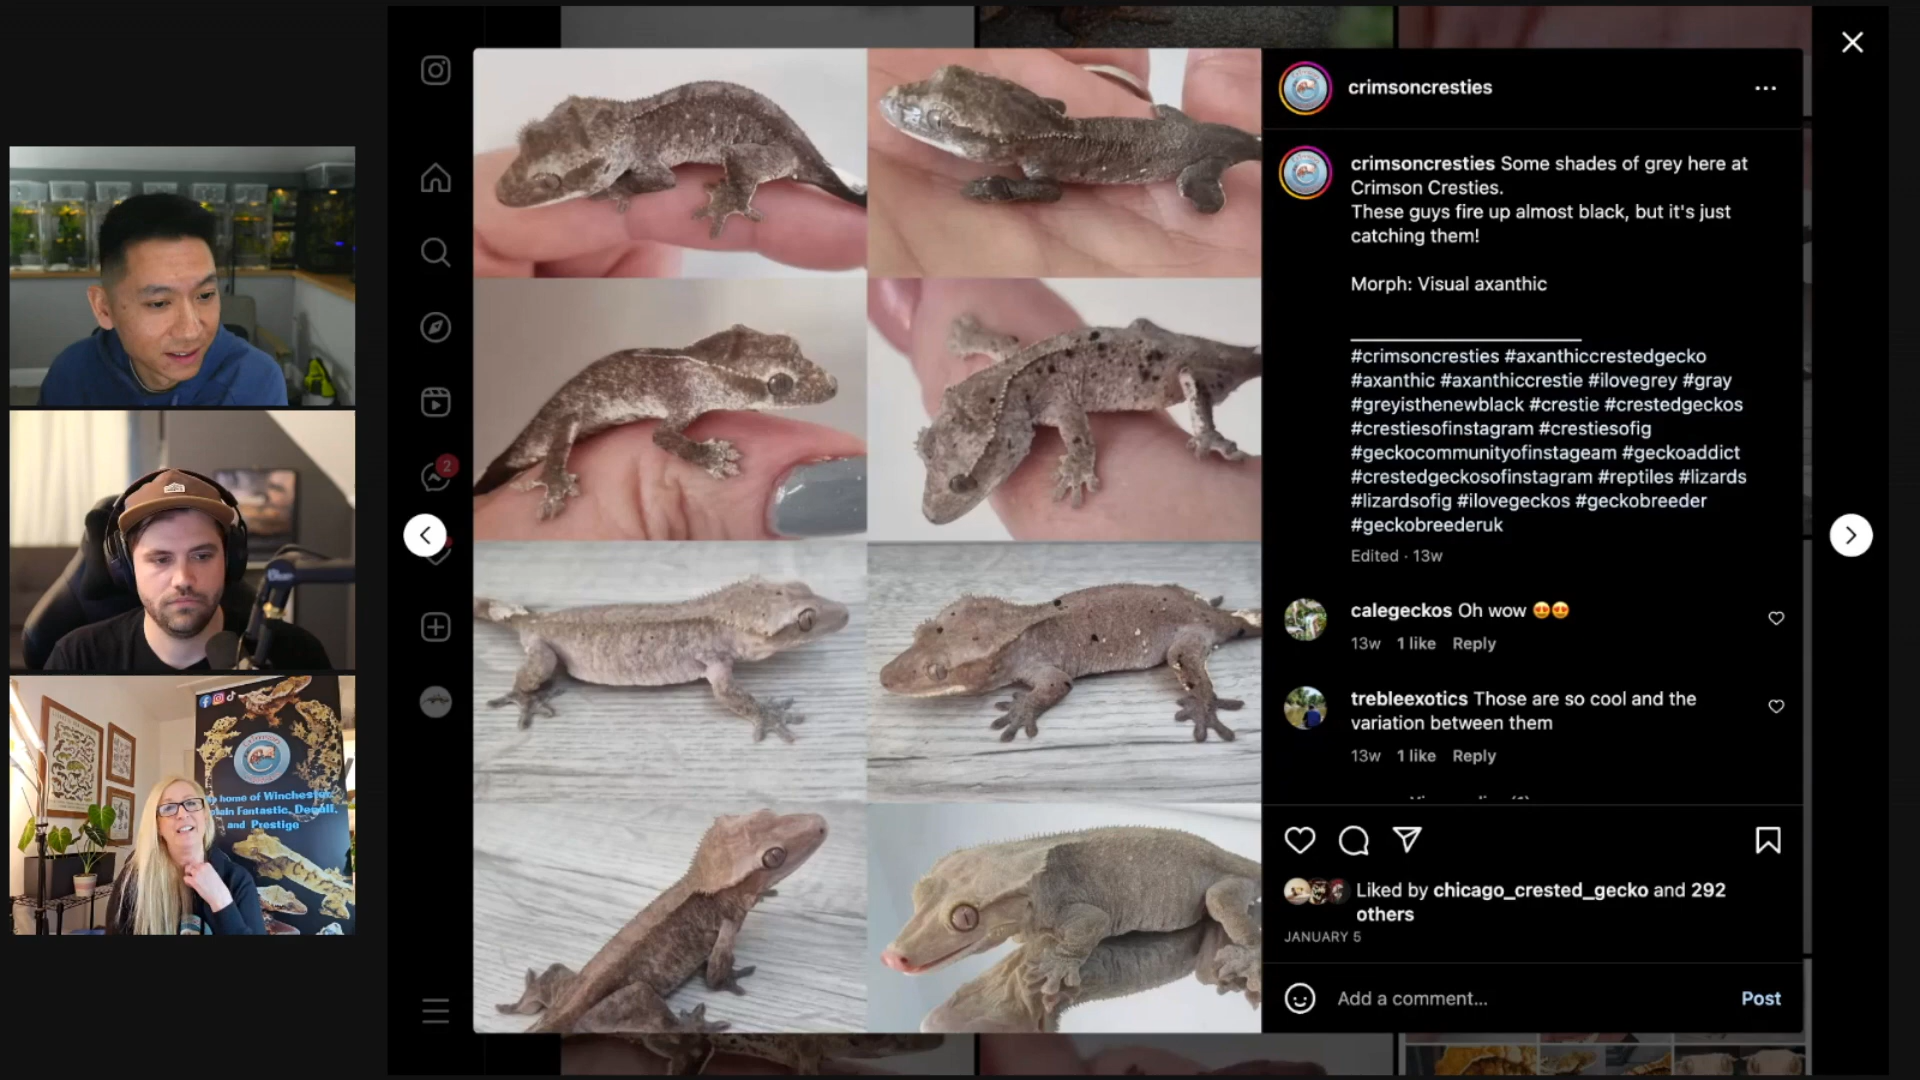 crimsoncresties
crimsoncresties Some shades of grey here at
Crimson Cresties.
These guys fire up almost black, but it's just
catching them!
Morph: Visual axanthic
#crimsoncresties #axanthiccrestedgecko
#axanthic #axanthiccrestie #ilovegrey #gray
#greyisthenewblack #crestie #crestedgeckos
#crestiesofinstagram #crestiesofig
#geckocommunityofinstageam #geckoaddict
#crestedgeckosofinstagram #reptiles #lizards
#lizardsofig #ilovegeckos #geckobreeder
#geckobreederuk
Edited · 13w
calegeckos Oh wow 😍😍
13w 1 like Reply
trebleexotics Those are so cool and the
variation between them
13w 1 like Reply
Liked by chicago_crested_gecko and 292
others
JANUARY 5
Add a comment... Post
2
home of Winchester,
Fantastic,
and Prestige